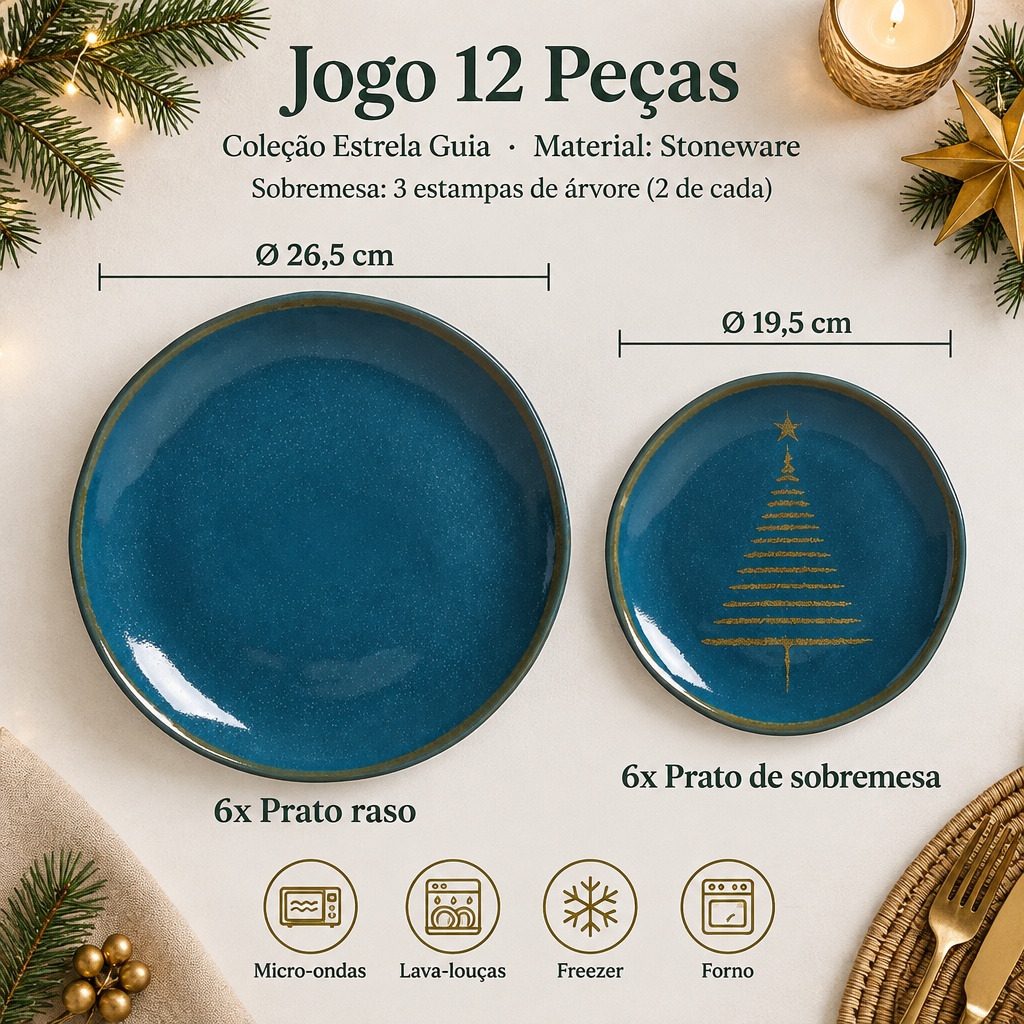 Jogo 12 Peças
Coleção Estrela Guia · Material: Stoneware
Sobremesa: 3 estampas de árvore (2 de cada)
Ø 26,5 cm
Ø 19,5 cm
6x Prato de sobremesa
6x Prato raso
Micro-ondas
Lava-louças
Freezer
Forno